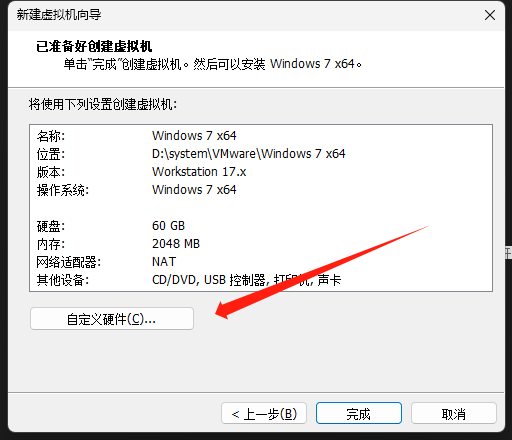 新建虚拟机向导
已准备好创建虚拟机
单击“完成”创建虚拟机。然后可以安装 Windows 7 x64。
将使用下列设置创建虚拟机:
名称: Windows 7 x64
位置: D:\system\VMware\Windows 7 x64
版本: Workstation 17.x
操作系统: Windows 7 x64
硬盘: 60 GB
内存: 2048 MB
网络适配器: NAT
其他设备: CD/DVD, USB 控制器, 打印机, 声卡
自定义硬件(C)...
< 上一步(B) 完成 取消